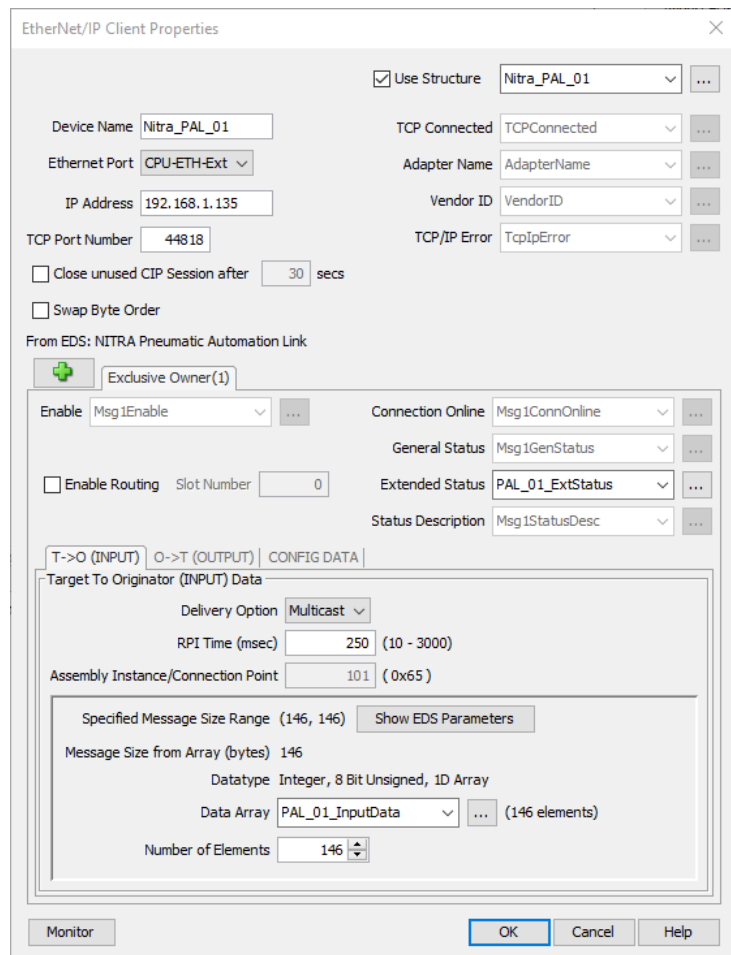 EtherNet/IP Client Properties
Use Structure Nitra_PAL_01 ...
Device Name Nitra_PAL_01 TCP Connected TCPConnected ...
Ethernet Port CPU-ETH-Ext Adapter Name AdapterName ...
IP Address 192.168.1.135 Vendor ID VendorID ...
TCP Port Number 44818 TCP/IP Error TcpIpError ...
Close unused CIP Session after 30 secs
Swap Byte Order
From EDS: NITRA Pneumatic Automation Link
Exclusive Owner(1)
Enable Msg1Enable ... Connection Online Msg1ConnOnline ...
General Status Msg1GenStatus ...
Enable Routing Slot Number 0 Extended Status PAL_01_ExtStatus ...
Status Description Msg1StatusDesc ...
T->O (INPUT) O->T (OUTPUT) CONFIG DATA
Target To Originator (INPUT) Data
Delivery Option Multicast
RPI Time (msec) 250 (10 - 3000)
Assembly Instance/Connection Point 101 ( 0x65 )
Specified Message Size Range (146, 146) Show EDS Parameters
Message Size from Array (bytes) 146
Datatype Integer, 8 Bit Unsigned, 1D Array
Data Array PAL_01_InputData ... (146 elements)
Number of Elements 146
Monitor OK Cancel Help